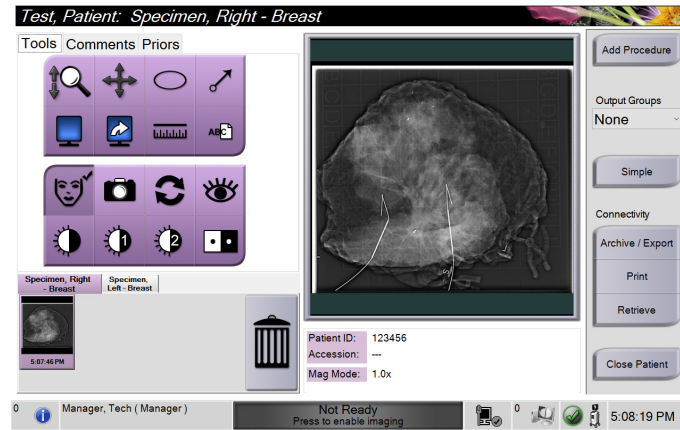 Test, Patient: Specimen, Right - Breast
Tools Comments Priors
ABC
1 2
Specimen, Right
- Breast
Specimen,
Left - Breast
5:07:46 PM
Patient ID: 123456
Accession: ---
Mag Mode: 1.0x
Add Procedure
Output Groups
None
Simple
Connectivity
Archive / Export
Print
Retrieve
Close Patient
0 Manager, Tech ( Manager )
Not Ready
Press to enable imaging
0
5:08:19 PM